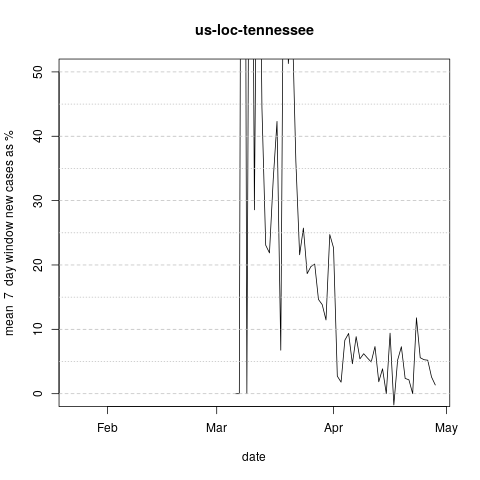 us-loc-tennessee
mean 7 day window new cases as %
50
40
30
20
10
0
Feb
Mar
Apr
May
date